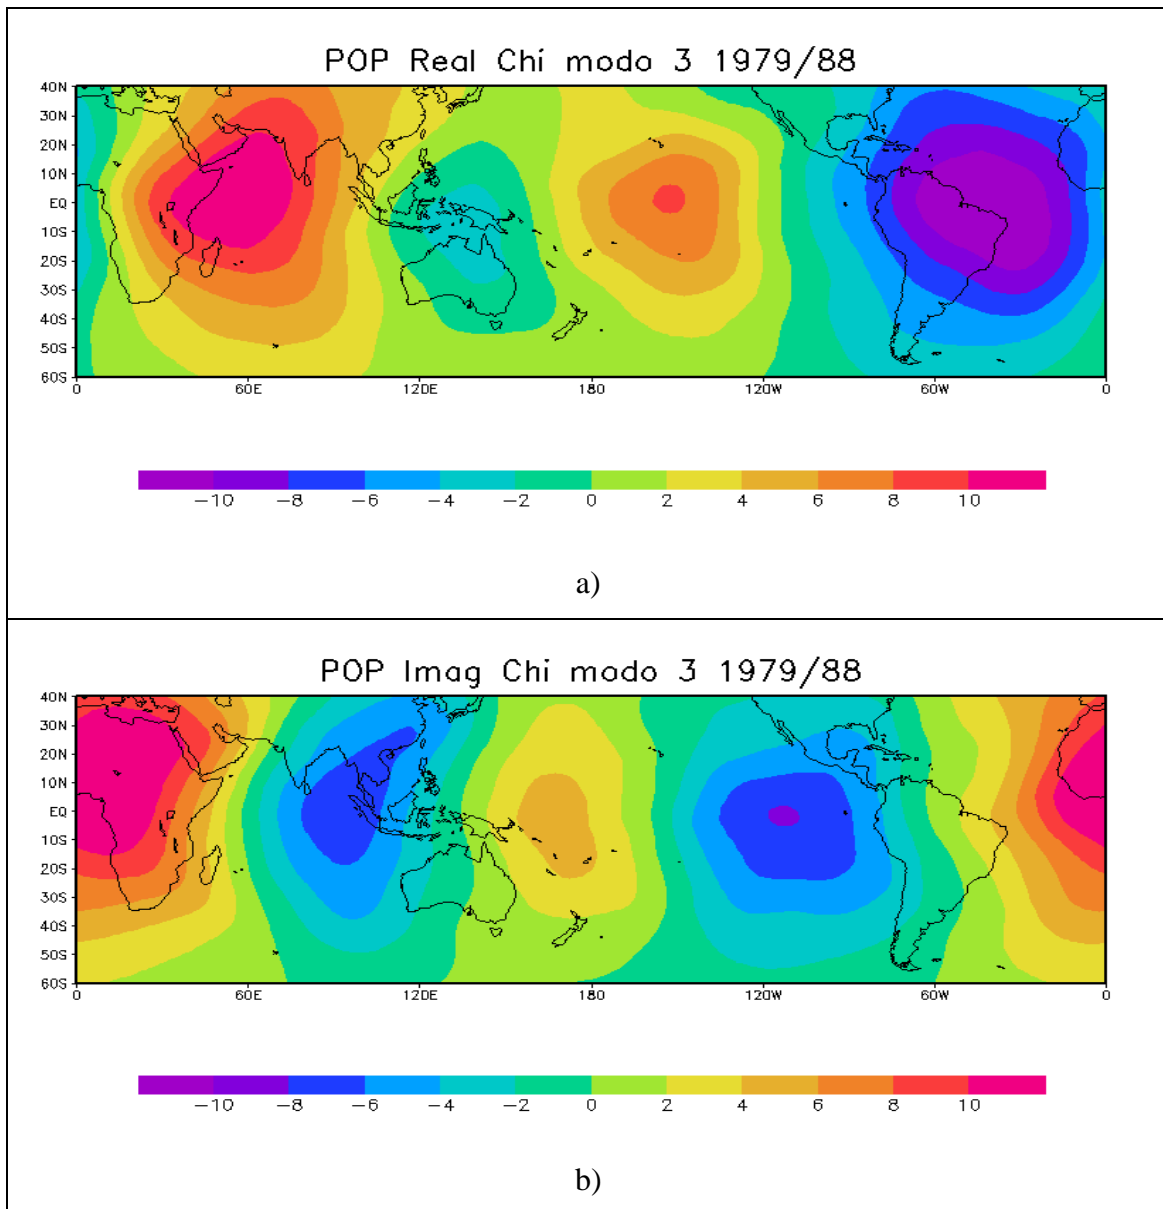 POP Real Chi modo 3 1979/88
40N
30N
20N
10N
EQ
10S
20S
30S
40S
50S
60S
0 60E 120E 180 120W 60W 0
-10 -8 -6 -4 -2 0 2 4 6 8 10
a)
POP Imag Chi modo 3 1979/88
40N
30N
20N
10N
EQ
10S
20S
30S
40S
50S
60S
0 60E 120E 180 120W 60W 0
-10 -8 -6 -4 -2 0 2 4 6 8 10
b)